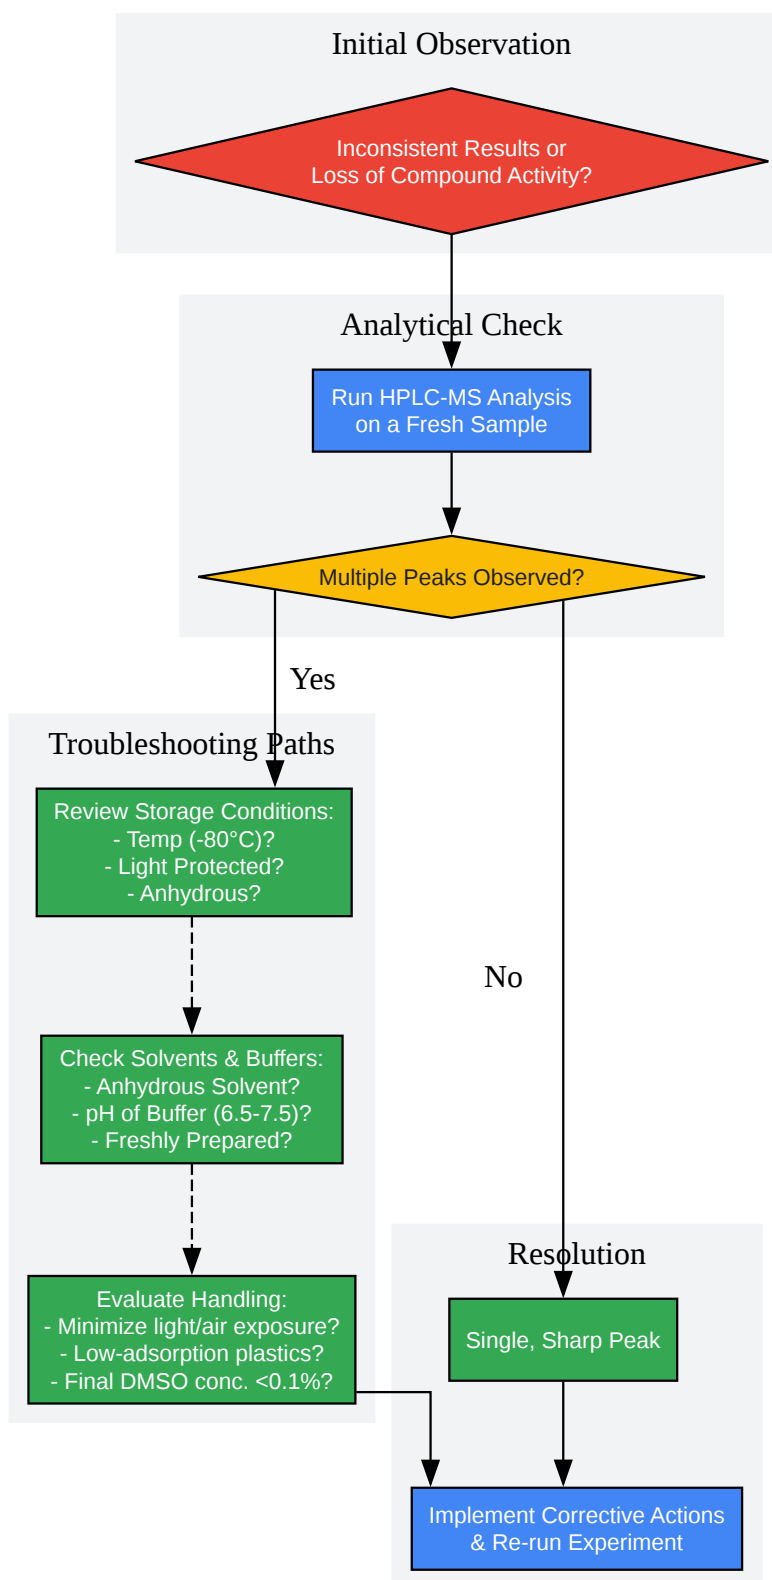 Initial Observation
Inconsistent Results or
Loss of Compound Activity?
Analytical Check
Run HPLC-MS Analysis
on a Fresh Sample
Multiple Peaks Observed?
Yes
Troubleshooting Paths
Review Storage Conditions:
- Temp (-80°C)?
- Light Protected?
- Anhydrous?
No
Check Solvents & Buffers:
- Anhydrous Solvent?
- pH of Buffer (6.5-7.5)?
- Freshly Prepared?
Evaluate Handling:
- Minimize light/air exposure?
- Low-adsorption plastics?
- Final DMSO conc. <0.1%?
Resolution
Single, Sharp Peak
Implement Corrective Actions
& Re-run Experiment